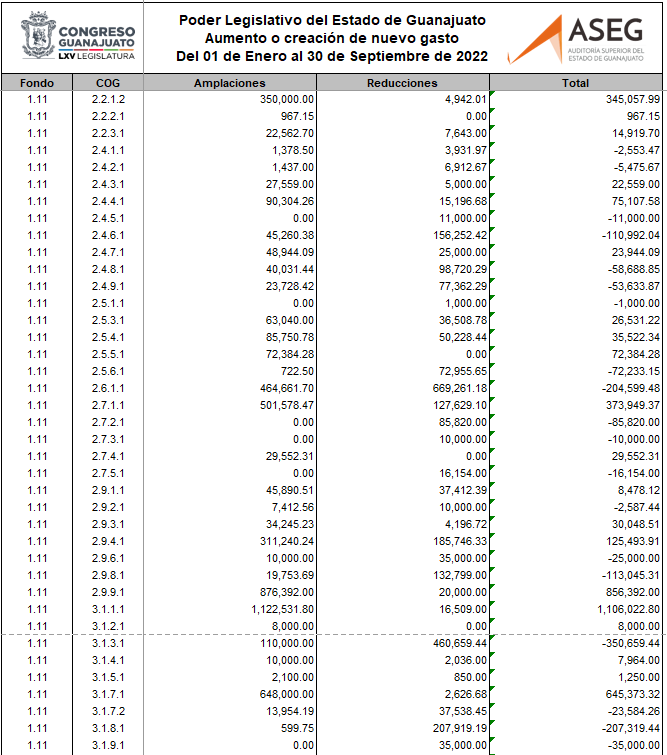 CONGRESO
GUANAJUATO
LXV LEGISLATURA
Poder Legislativo del Estado de Guanajuato
Aumento o creación de nuevo gasto
Del 01 de Enero al 30 de Septiembre de 2022
ASEG
AUDITORÍA SUPERIOR DEL
ESTADO DE GUANAJUATO
Fondo COG Amplaciones Reducciones Total
1.11 2.2.1.2 350,000.00 4,942.01 345,057.99
1.11 2.2.2.1 967.15 0.00 967.15
1.11 2.2.3.1 22,562.70 7,643.00 14,919.70
1.11 2.4.1.1 1,378.50 3,931.97 -2,553.47
1.11 2.4.2.1 1,437.00 6,912.67 -5,475.67
1.11 2.4.3.1 27,559.00 5,000.00 22,559.00
1.11 2.4.4.1 90,304.26 15,196.68 75,107.58
1.11 2.4.5.1 0.00 11,000.00 -11,000.00
1.11 2.4.6.1 45,260.38 156,252.42 -110,992.04
1.11 2.4.7.1 48,944.09 25,000.00 23,944.09
1.11 2.4.8.1 40,031.44 98,720.29 -58,688.85
1.11 2.4.9.1 23,728.42 77,362.29 -53,633.87
1.11 2.5.1.1 0.00 1,000.00 -1,000.00
1.11 2.5.3.1 63,040.00 36,508.78 26,531.22
1.11 2.5.4.1 85,750.78 50,228.44 35,522.34
1.11 2.5.5.1 72,384.28 0.00 72,384.28
1.11 2.5.6.1 722.50 72,955.65 -72,233.15
1.11 2.6.1.1 464,661.70 669,261.18 -204,599.48
1.11 2.7.1.1 501,578.47 127,629.10 373,949.37
1.11 2.7.2.1 0.00 85,820.00 -85,820.00
1.11 2.7.3.1 0.00 10,000.00 -10,000.00
1.11 2.7.4.1 29,552.31 0.00 29,552.31
1.11 2.7.5.1 0.00 16,154.00 -16,154.00
1.11 2.9.1.1 45,890.51 37,412.39 8,478.12
1.11 2.9.2.1 7,412.56 10,000.00 -2,587.44
1.11 2.9.3.1 34,245.23 4,196.72 30,048.51
1.11 2.9.4.1 311,240.24 185,746.33 125,493.91
1.11 2.9.6.1 10,000.00 35,000.00 -25,000.00
1.11 2.9.8.1 19,753.69 132,799.00 -113,045.31
1.11 2.9.9.1 876,392.00 20,000.00 856,392.00
1.11 3.1.1.1 1,122,531.80 16,509.00 1,106,022.80
1.11 3.1.2.1 8,000.00 0.00 8,000.00
1.11 3.1.3.1 110,000.00 460,659.44 -350,659.44
1.11 3.1.4.1 10,000.00 2,036.00 7,964.00
1.11 3.1.5.1 2,100.00 850.00 1,250.00
1.11 3.1.7.1 648,000.00 2,626.68 645,373.32
1.11 3.1.7.2 13,954.19 37,538.45 -23,584.26
1.11 3.1.8.1 599.75 207,919.19 -207,319.44
1.11 3.1.9.1 0.00 35,000.00 -35,000.00